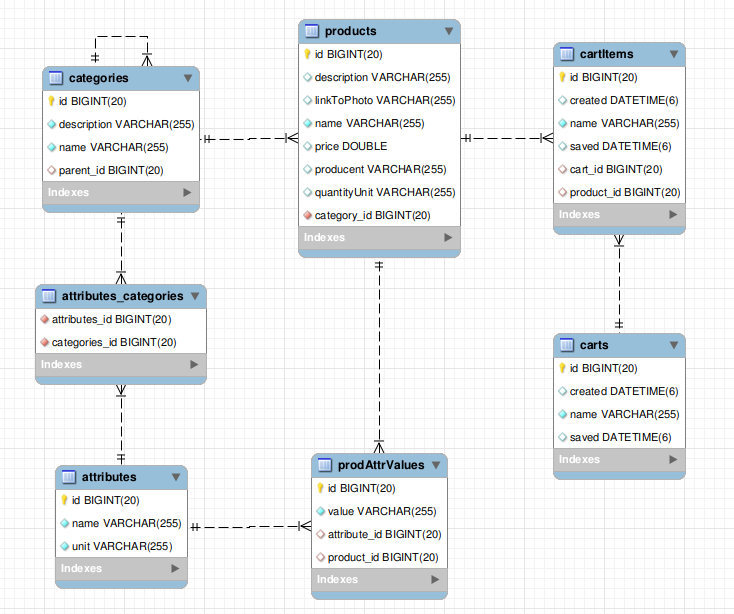 products
id BIGINT(20)
description VARCHAR(255)
linkToPhoto VARCHAR(255)
name VARCHAR(255)
price DOUBLE
producent VARCHAR(255)
quantityUnit VARCHAR(255)
category_id BIGINT(20)
Indexes
cartItems
id BIGINT(20)
created DATETIME(6)
name VARCHAR(255)
saved DATETIME(6)
cart_id BIGINT(20)
product_id BIGINT(20)
Indexes
categories
id BIGINT(20)
description VARCHAR(255)
name VARCHAR(255)
parent_id BIGINT(20)
Indexes
attributes_categories
attributes_id BIGINT(20)
categories_id BIGINT(20)
Indexes
carts
id BIGINT(20)
created DATETIME(6)
name VARCHAR(255)
saved DATETIME(6)
Indexes
attributes
id BIGINT(20)
name VARCHAR(255)
unit VARCHAR(255)
Indexes
prodAttrValues
id BIGINT(20)
value VARCHAR(255)
attribute_id BIGINT(20)
product_id BIGINT(20)
Indexes